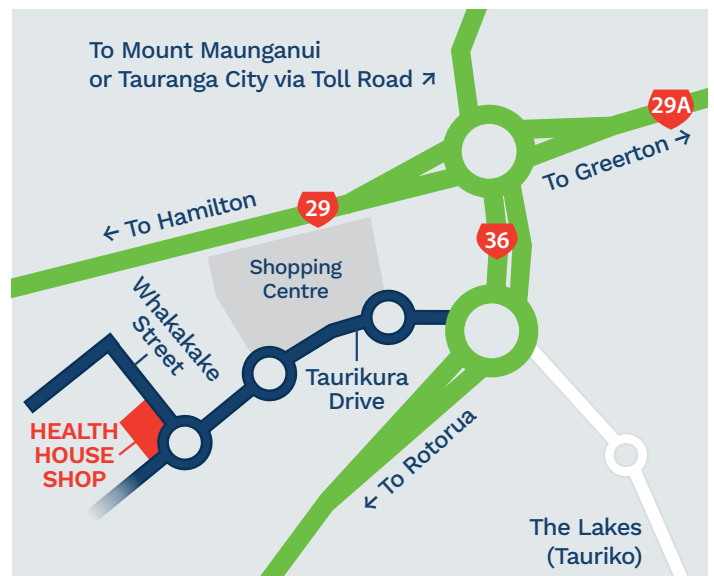 To Mount Maunganui
or Tauranga City via Toll Road ↗
29A
To Greerton →
← To Hamilton
29
36
Shopping
Centre
Whakakake
Street
Taurikura
Drive
HEALTH
HOUSE
SHOP
← To Rotorua
The Lakes
(Tauriko)